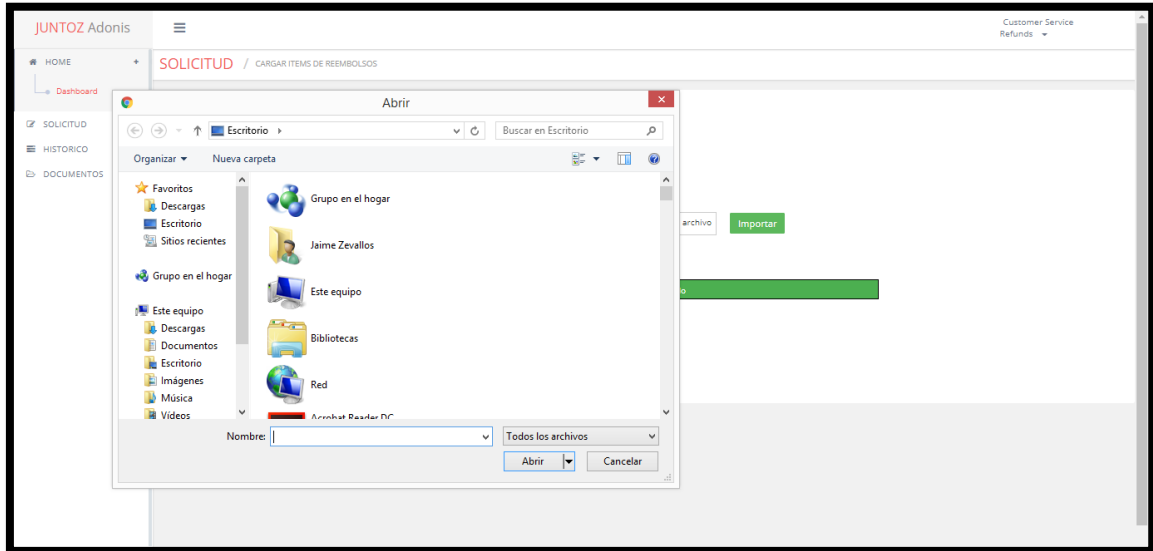 JUNTOZ Adonis
Customer Service
Refunds
HOME
+
SOLICITUD / CARGAR ITEMS DE REEMBOLSOS
Dashboard
SOLICITUD
HISTORICO
DOCUMENTOS
Abrir
Escritorio
Buscar en Escritorio
Organizar
Nueva carpeta
Favoritos
Descargas
Escritorio
Sitios recientes
Grupo en el hogar
Este equipo
Descargas
Documentos
Escritorio
Imágenes
Música
Vídeos
Grupo en el hogar
Jaime Zevallos
Este equipo
Bibliotecas
Red
Acrobat Reader DC
archivo
Importar
Nombre:
Todos los archivos
Abrir
Cancelar